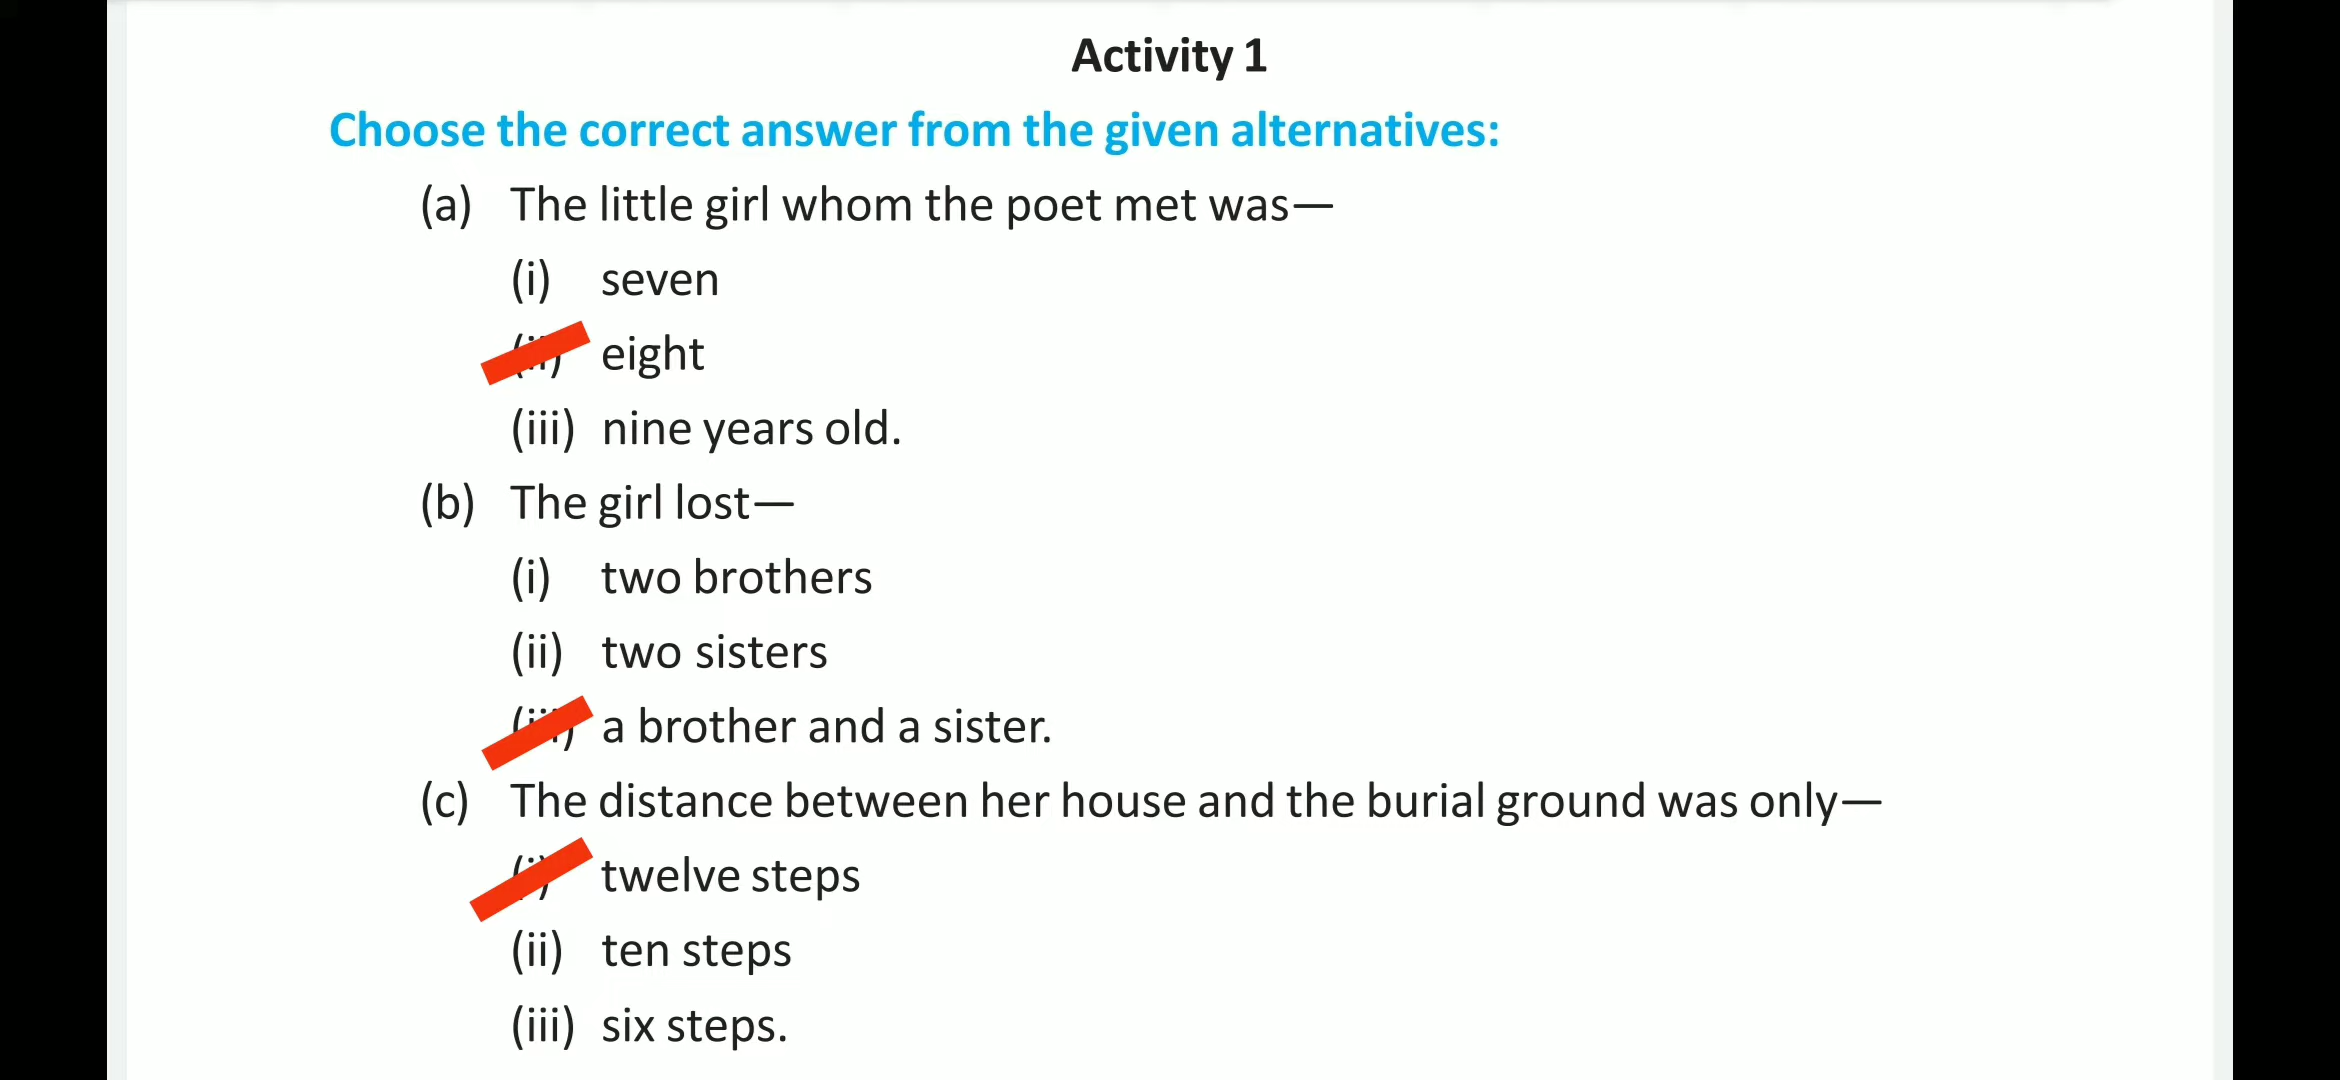 Activity 1
Choose the correct answer from the given alternatives:
(a) The little girl whom the poet met was—
(i) seven
(ii) eight
(iii) nine years old.
(b) The girl lost—
(i) two brothers
(ii) two sisters
(iii) a brother and a sister.
(c) The distance between her house and the burial ground was only—
(i) twelve steps
(ii) ten steps
(iii) six steps.